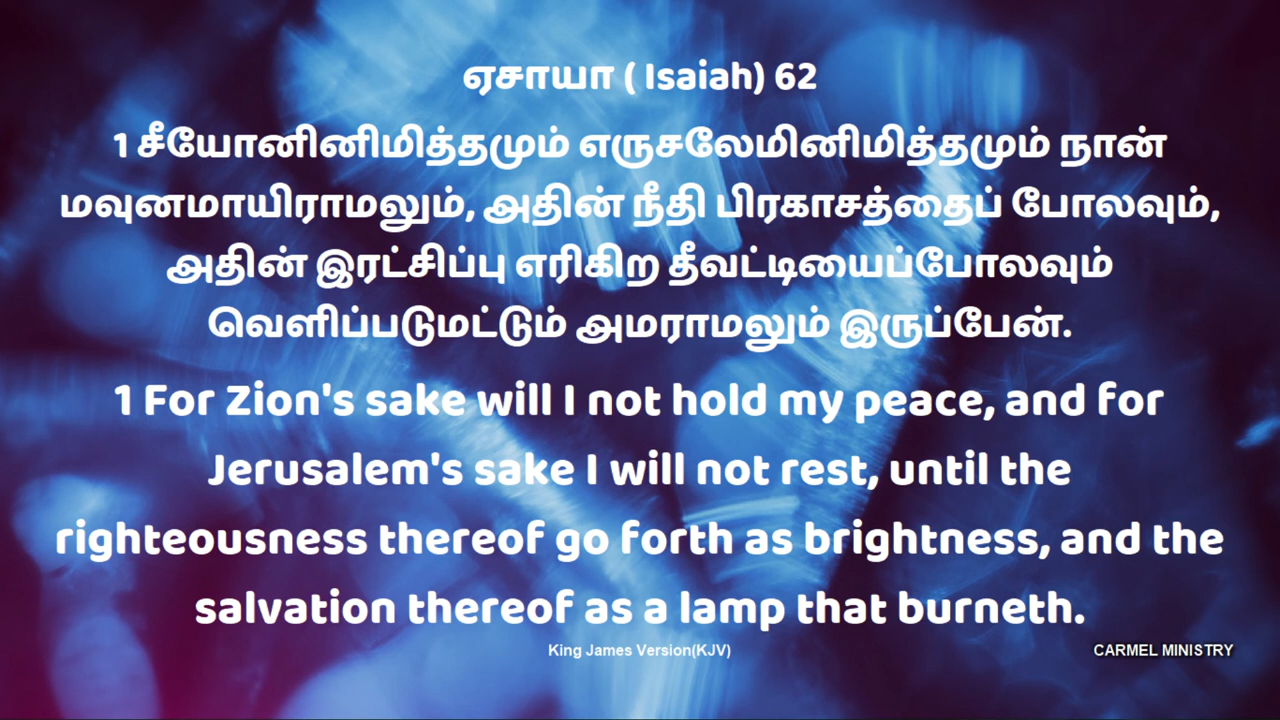 ஏசாயா ( Isaiah) 62
1 சீயோனினிமித்தமும் எருசலேமினிமித்தமும் நான்
மவுனமாயிராமலும், அதின் நீதி பிரகாசத்தைப் போலவும்,
அதின் இரட்சிப்பு எரிகிற தீவட்டியைப்போலவும்
வெளிப்படுமட்டும் அமராமலும் இருப்பேன்.
1 For Zion's sake will I not hold my peace, and for
Jerusalem's sake I will not rest, until the
righteousness thereof go forth as brightness, and the
salvation thereof as a lamp that burneth.
King James Version(KJV)
CARMEL MINISTRY